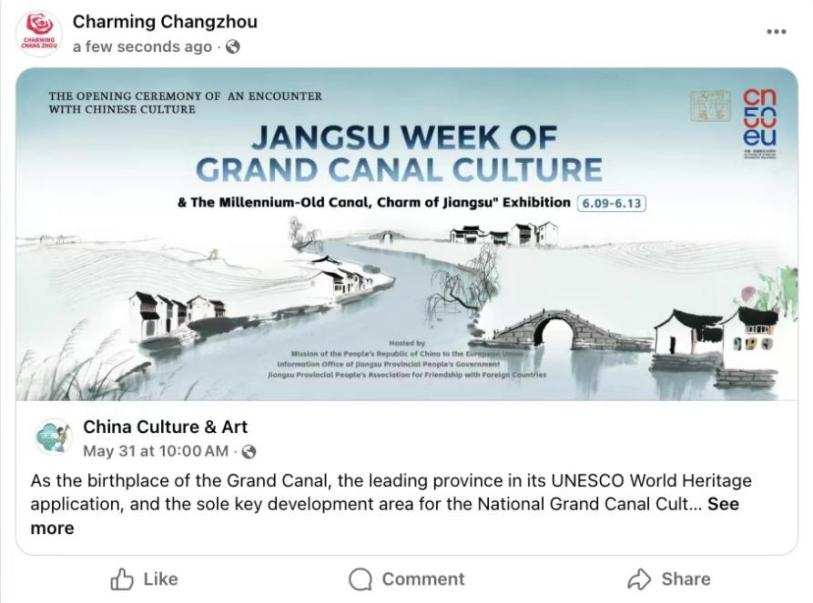 Charming Changzhou
a few seconds ago ·
CHARMING
CHANG ZHOU
THE OPENING CEREMONY OF AN ENCOUNTER
WITH CHINESE CULTURE
cn
50
eu
JANGSU WEEK OF
GRAND CANAL CULTURE
& The Millennium-Old Canal, Charm of Jiangsu" Exhibition 6.09-6.13
Hosted by
Mission of the People's Republic of China to the European Union
Information Office of Jiangsu Provincial People's Government
Jiangsu Provincial People's Association for Friendship with Foreign Countries
China Culture & Art
May 31 at 10:00 AM ·
As the birthplace of the Grand Canal, the leading province in its UNESCO World Heritage
application, and the sole key development area for the National Grand Canal Cult... See
more
Like
Comment
Share